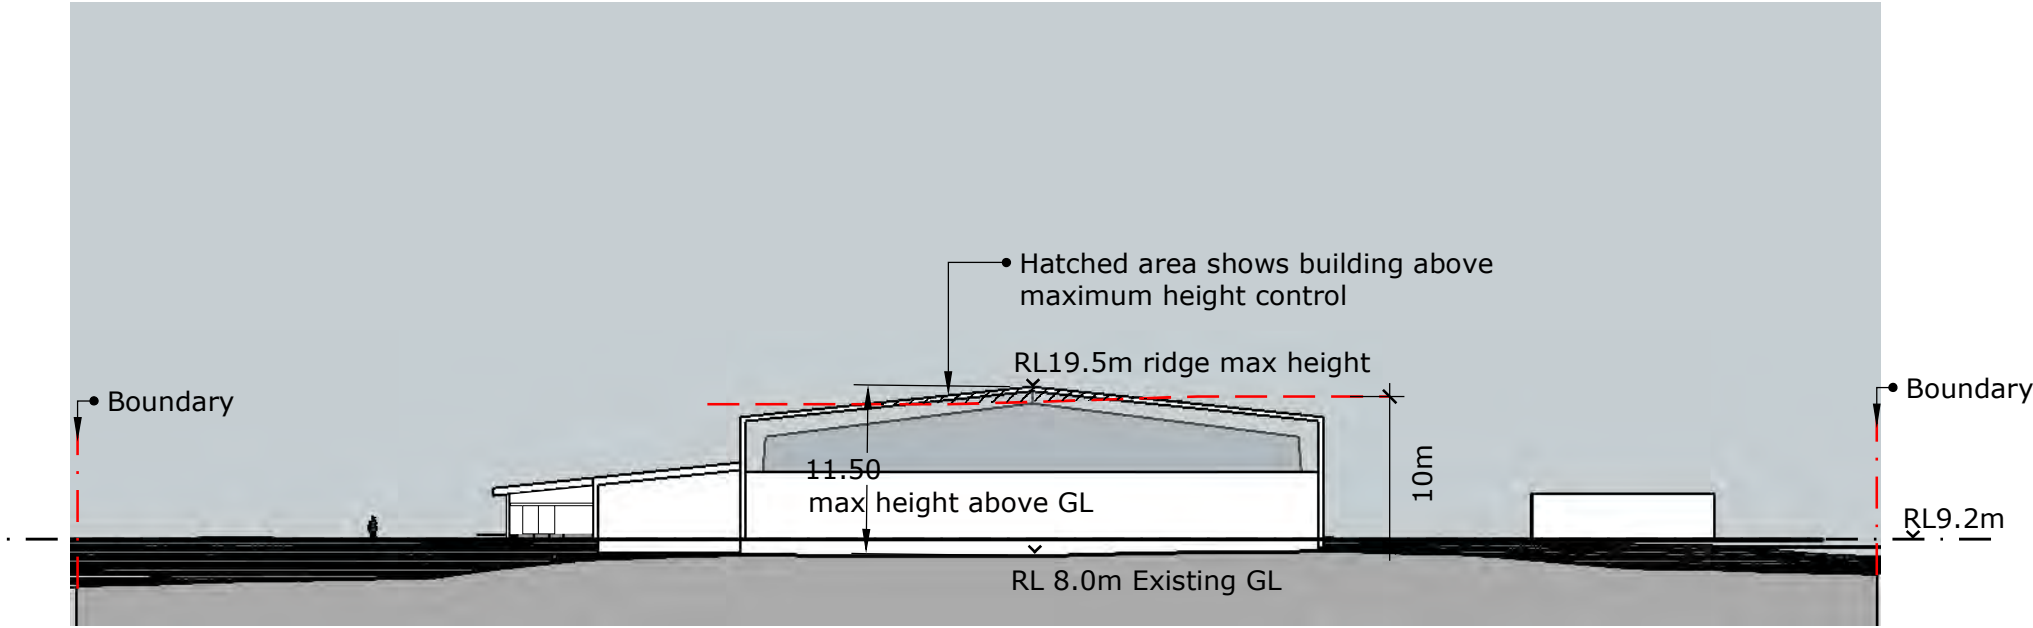 Hatched area shows building above
maximum height control
RL19.5m ridge max height
Boundary
Boundary
11.50
max height above GL
10m
RL9.2m
RL 8.0m Existing GL